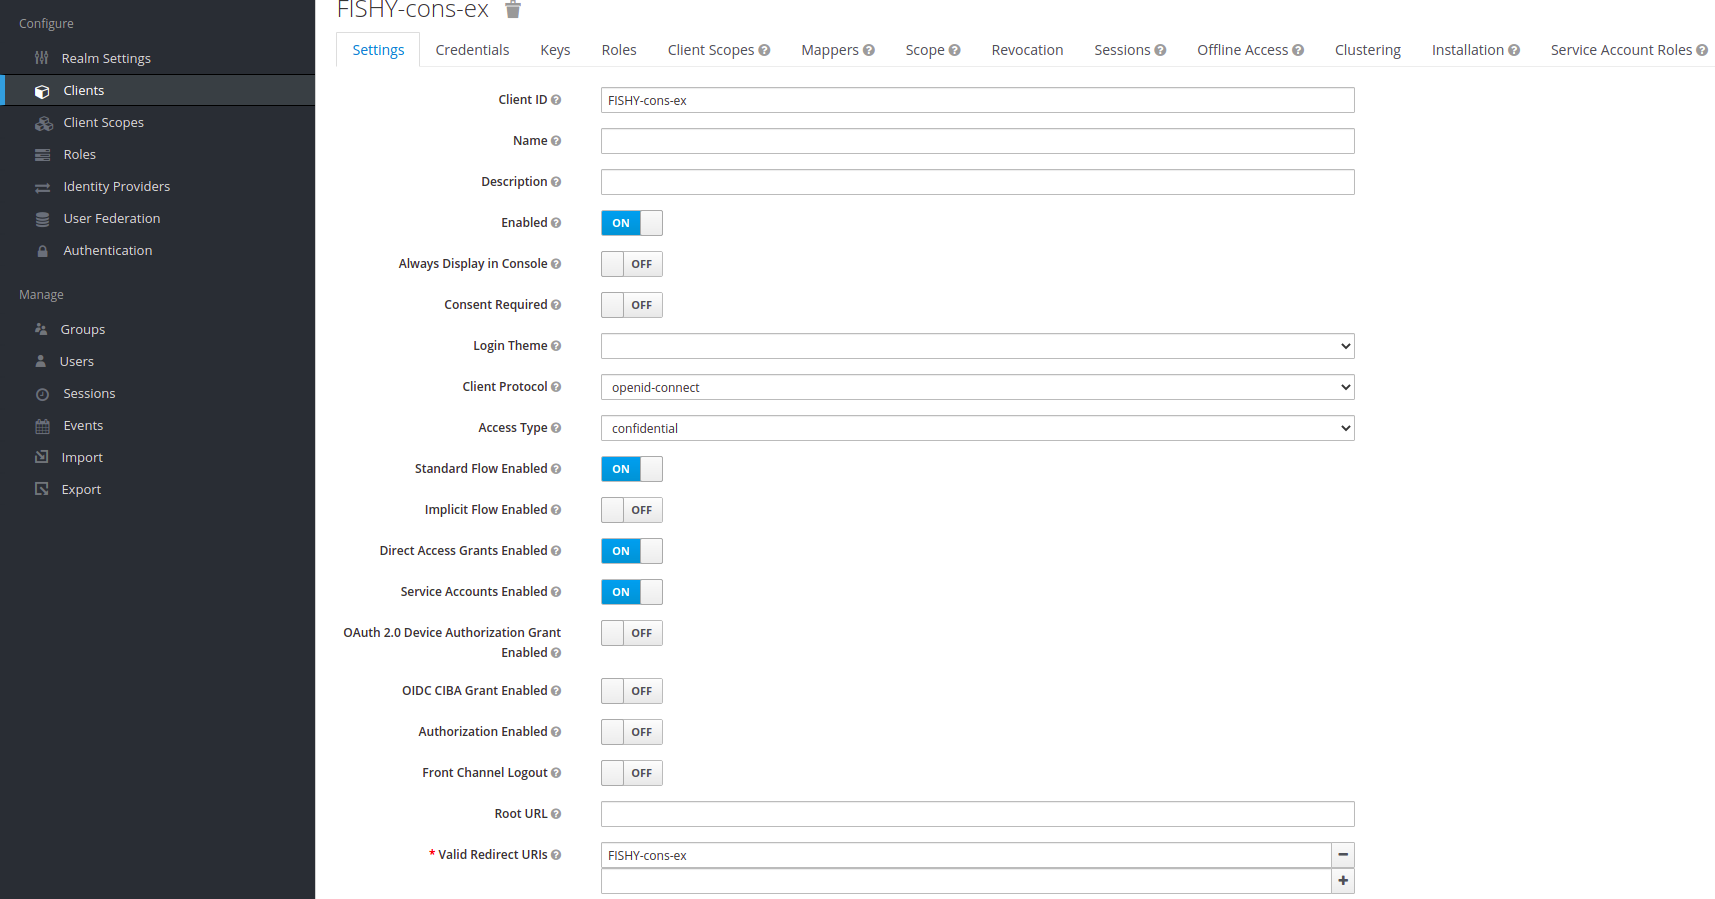 Configure
Realm Settings
Clients
Client Scopes
Roles
Identity Providers
User Federation
Authentication
Manage
Groups
Users
Sessions
Events
Import
Export
FISHY-cons-ex
Settings Credentials Keys Roles Client Scopes Mappers Scope Revocation Sessions Offline Access Clustering Installation Service Account Roles
Client ID FISHY-cons-ex
Name
Description
Enabled ON
Always Display in Console OFF
Consent Required OFF
Login Theme
Client Protocol openid-connect
Access Type confidential
Standard Flow Enabled ON
Implicit Flow Enabled OFF
Direct Access Grants Enabled ON
Service Accounts Enabled ON
OAuth 2.0 Device Authorization Grant OFF
Enabled
OIDC CIBA Grant Enabled OFF
Authorization Enabled OFF
Front Channel Logout OFF
Root URL
* Valid Redirect URIs FISHY-cons-ex